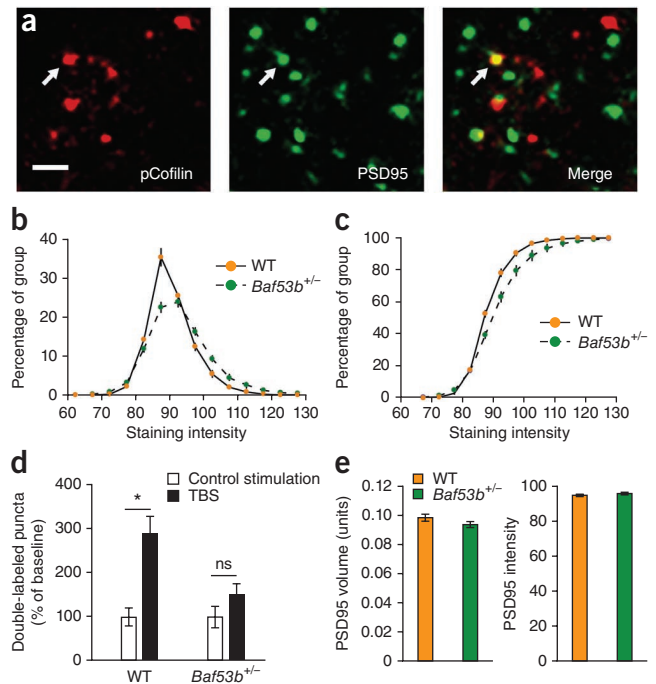 a
pCofilin
PSD95
Merge
b
Percentage of group
40
30
20
10
0
60 70 80 90 100 110 120 130
Staining intensity
WT
Baf53b+/–
c
Percentage of group
100
80
60
40
20
0
60 70 80 90 100 110 120 130
Staining intensity
WT
Baf53b+/–
d
Double-labeled puncta
(% of baseline)
400
300
200
100
0
Control stimulation
TBS
*
ns
WT
Baf53b+/–
e
WT
Baf53b+/–
PSD95 volume (units)
0.12
0.10
0.08
0.06
0.04
0.02
0
PSD95 intensity
100
80
60
40
20
0